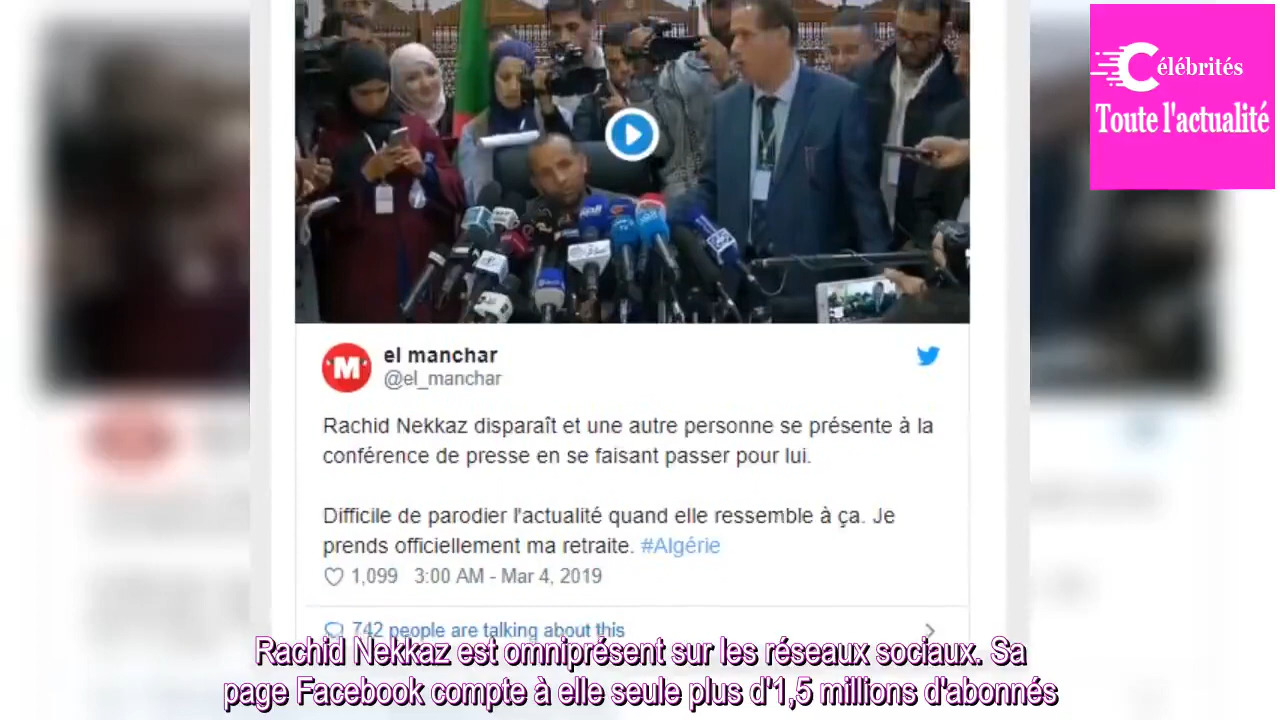 Célébrités
Toute l'actualité
el manchar
@el_manchar
Rachid Nekkaz disparaît et une autre personne se présente à la
conférence de presse en se faisant passer pour lui.
Difficile de parodier l'actualité quand elle ressemble à ça. Je
prends officiellement ma retraite. #Algérie
1,099 3:00 AM - Mar 4, 2019
742 people are talking about this
Rachid Nekkaz est omniprésent sur les réseaux sociaux. Sa
page Facebook compte à elle seule plus d'1,5 millions d'abonnés